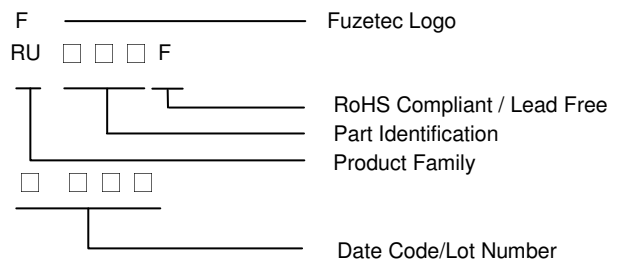 F Fuzetec Logo
RU □ □ □ F
RoHS Compliant / Lead Free
Part Identification
Product Family
□ □ □ □
Date Code/Lot Number